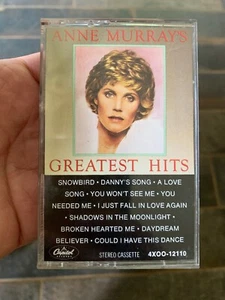 ANNE MURRAY'S
GREATEST HITS
SNOWBIRD • DANNY'S SONG • A LOVE
SONG • YOU WON'T SEE ME • YOU
NEEDED ME • I JUST FALL IN LOVE AGAIN
• SHADOWS IN THE MOONLIGHT •
BROKEN HEARTED ME • DAYDREAM
BELIEVER • COULD I HAVE THIS DANCE
Capitol
STEREO CASSETTE
4XOO-12110